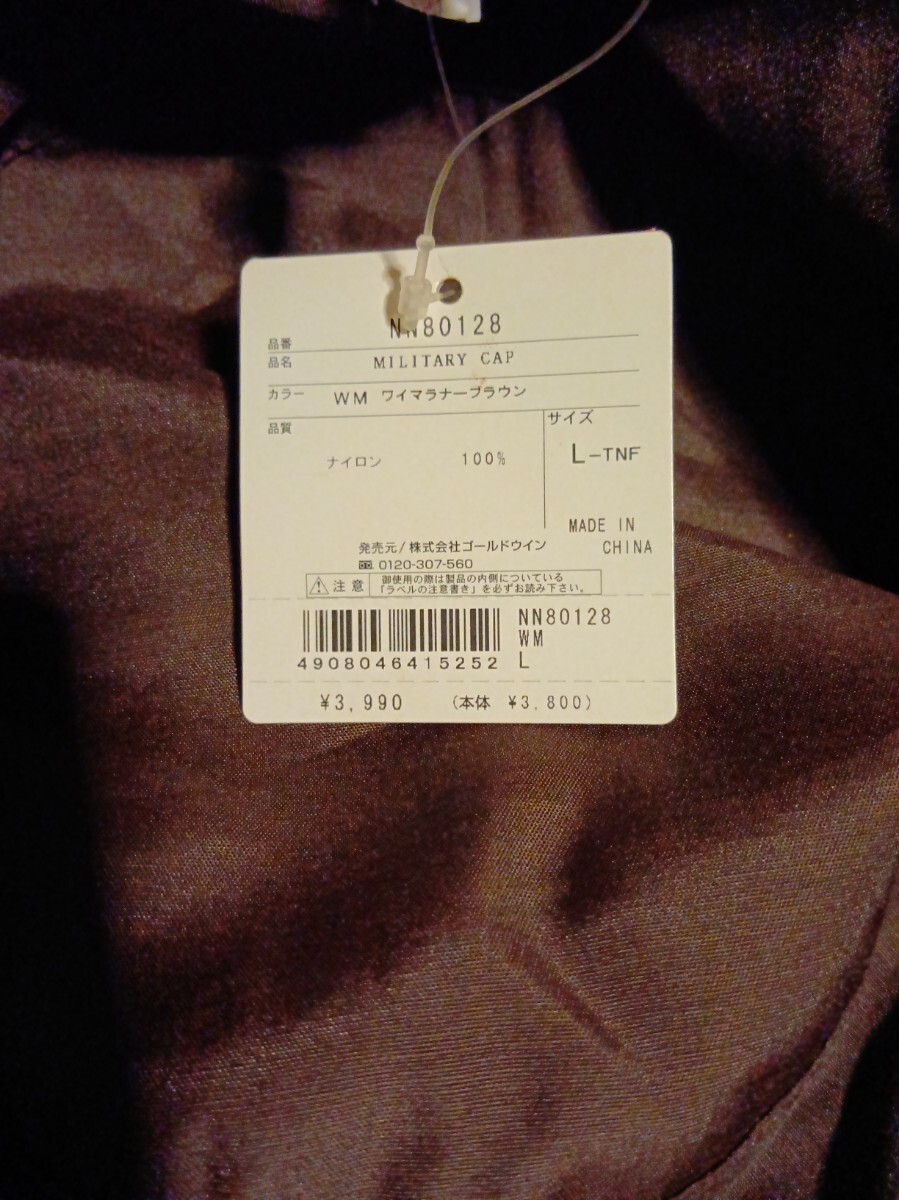 品番 NN80128
品名 MILITARY CAP
カラー WM ワイマラナーブラウン
品質 サイズ
ナイロン 100% L-TNF
MADE IN
CHINA
発売元/株式会社ゴールドウイン
0120-307-560
注意 御使用の際は製品の内側についている
「ラベルの注意書き」を必ずお読み下さい。
NN80128
WM
L
4908046415252
¥3,990 (本体 ¥3,800)